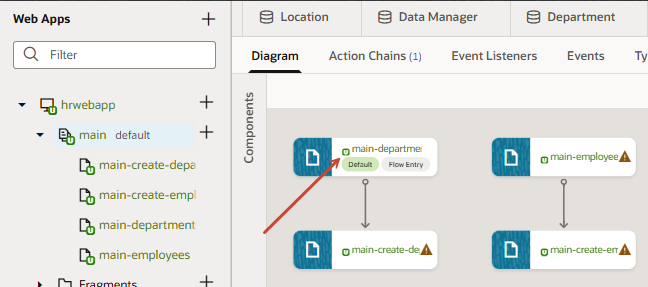 Web Apps
Location
Data Manager
Department
Filter
Diagram
Action Chains (1)
Event Listeners
Events
Ty
hrwebapp
main default
main-create-depa
main-create-empl
main-department
main-employees
Fragments
Components
main-departme
Default
Flow Entry
main-employee
main-create-de
main-create-em